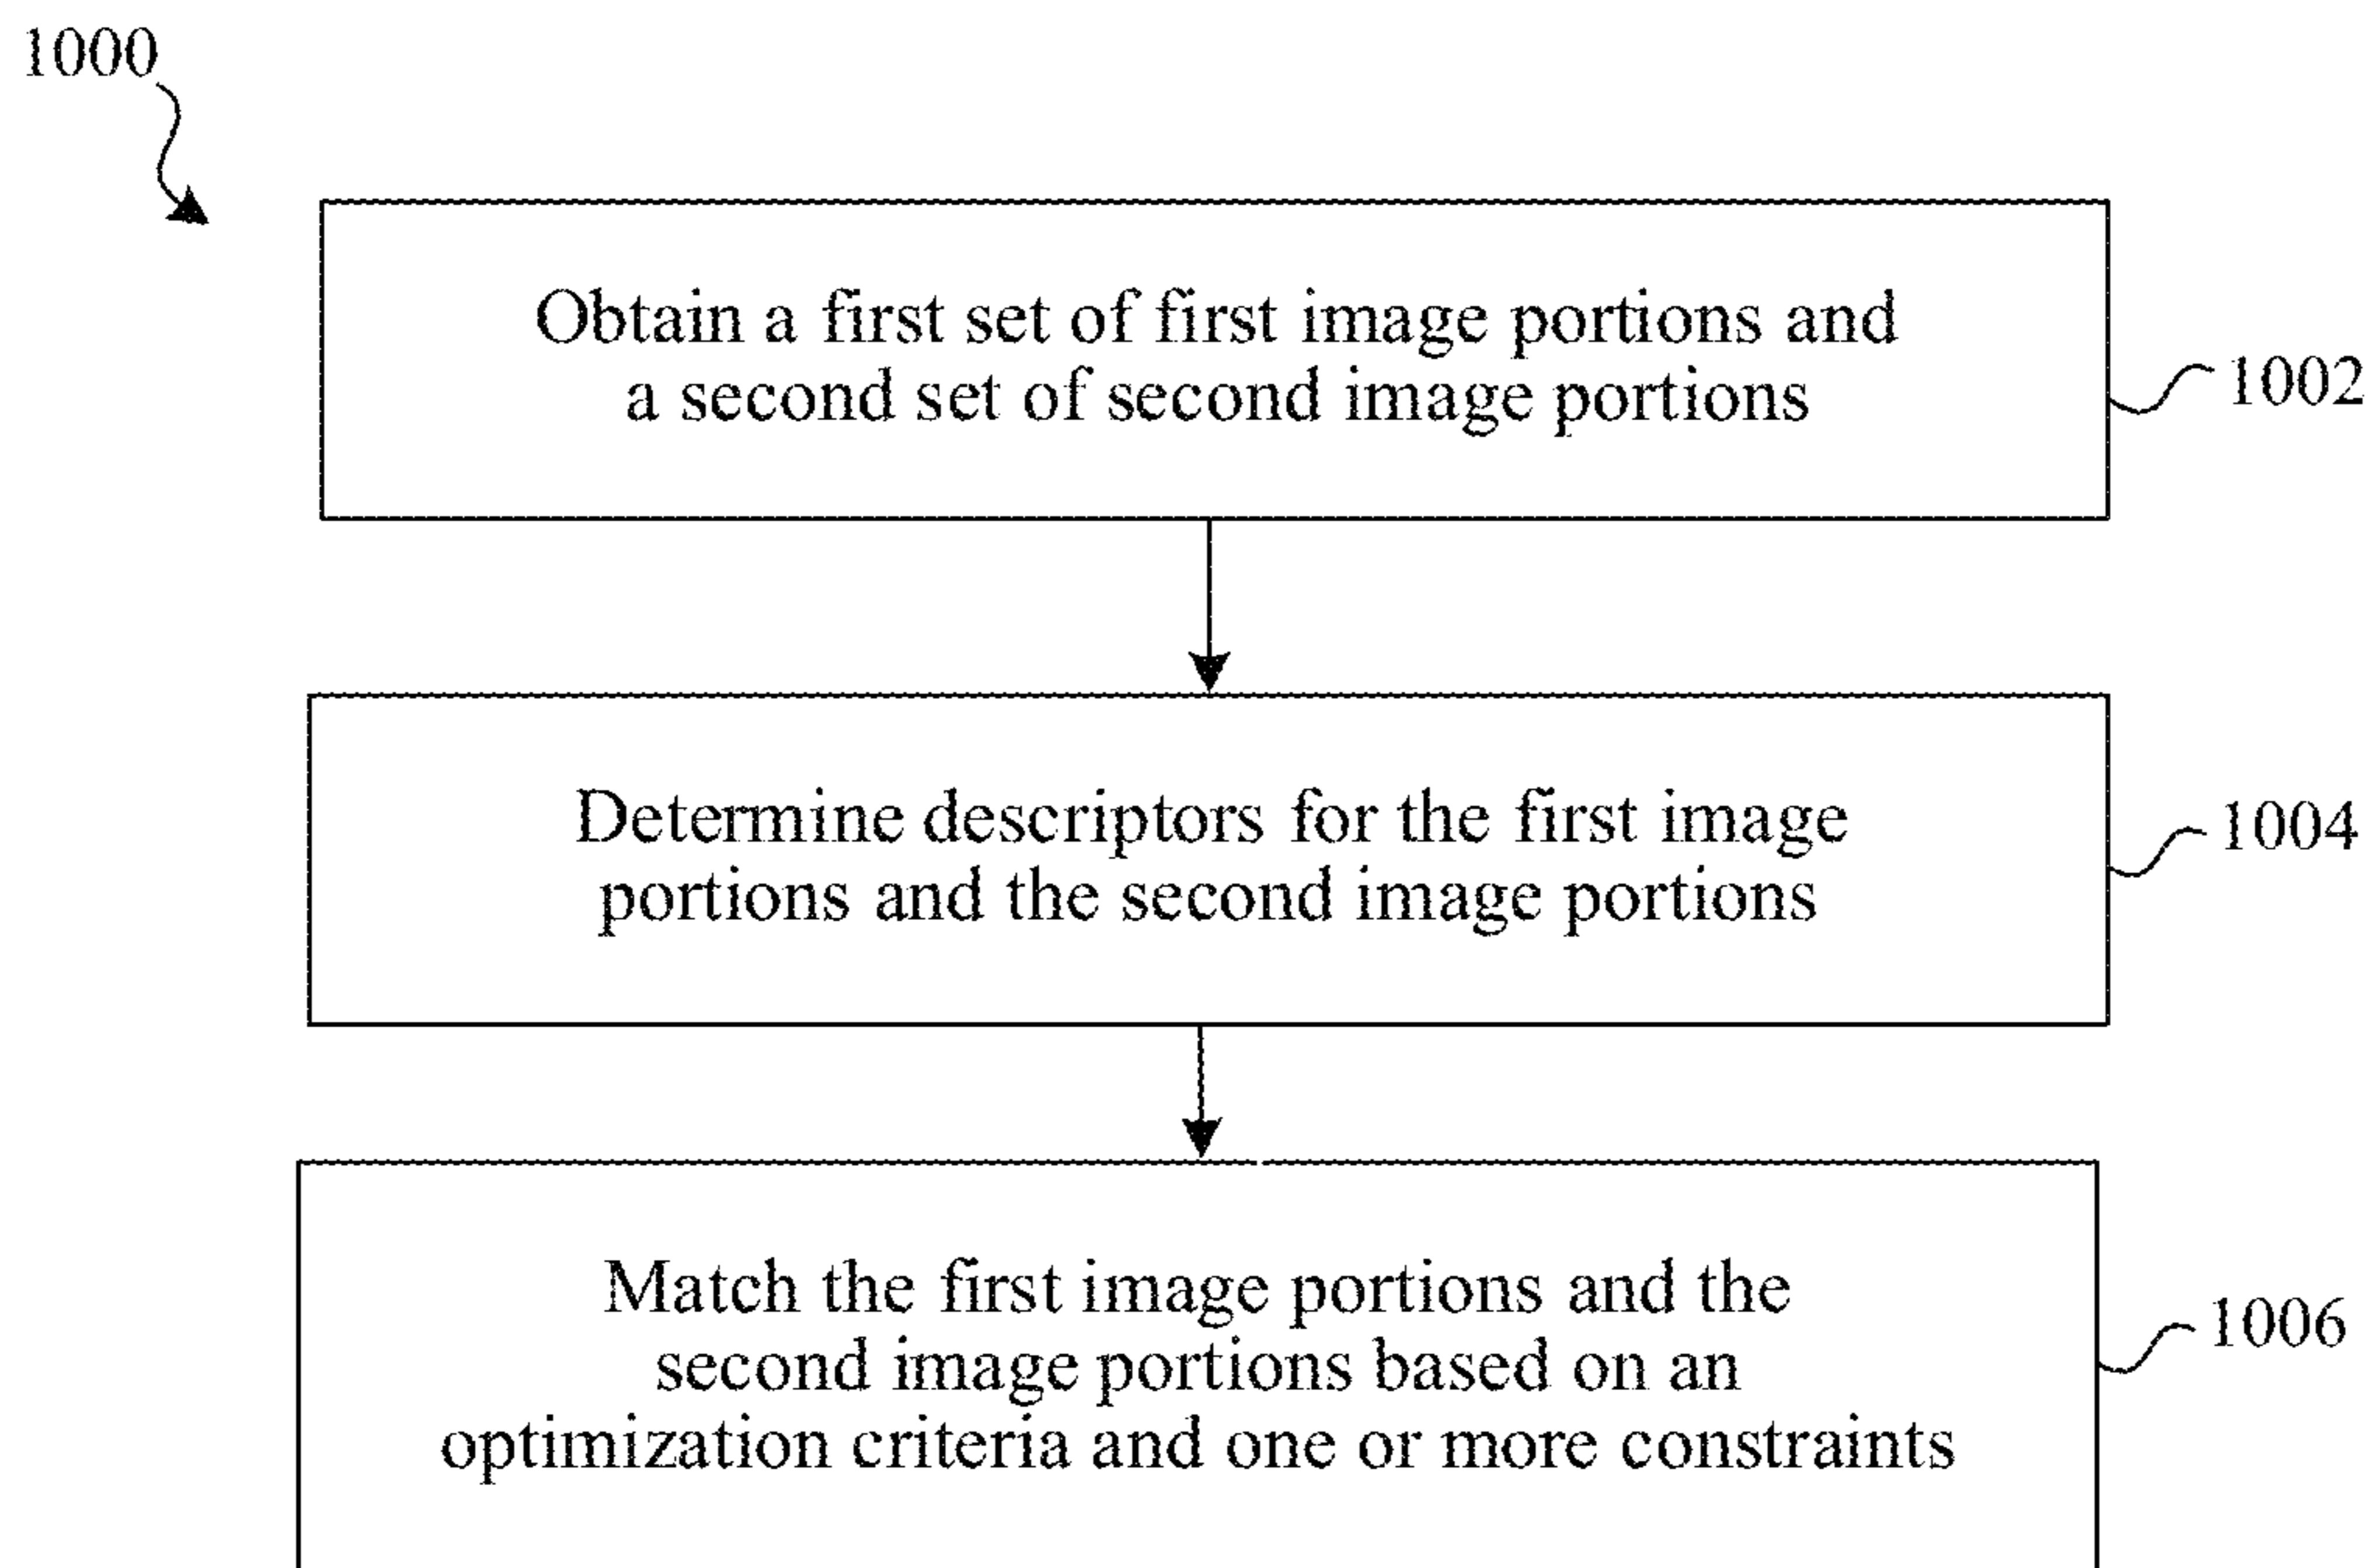 1000
Obtain a first set of first image portions and
a second set of second image portions
1002
Determine descriptors for the first image
portions and the second image portions
1004
Match the first image portions and the
second image portions based on an
optimization criteria and one or more constraints
1006